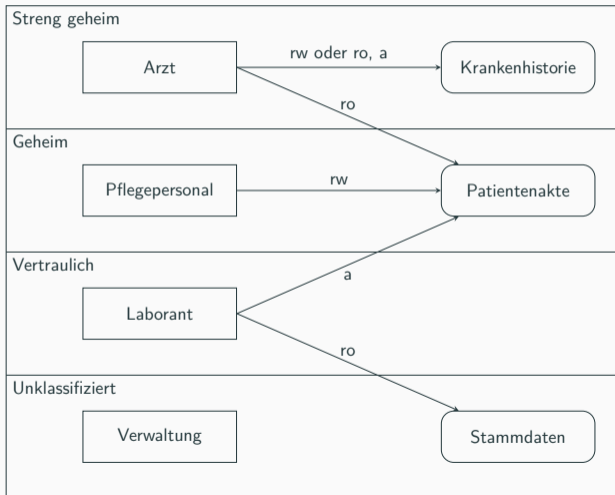 Streng geheim
Arzt
rw oder ro, a
Krankenhistorie
ro
Geheim
Pflegepersonal
rw
Patientenakte
Vertraulich
a
Laborant
ro
Unklassifiziert
Verwaltung
Stammdaten